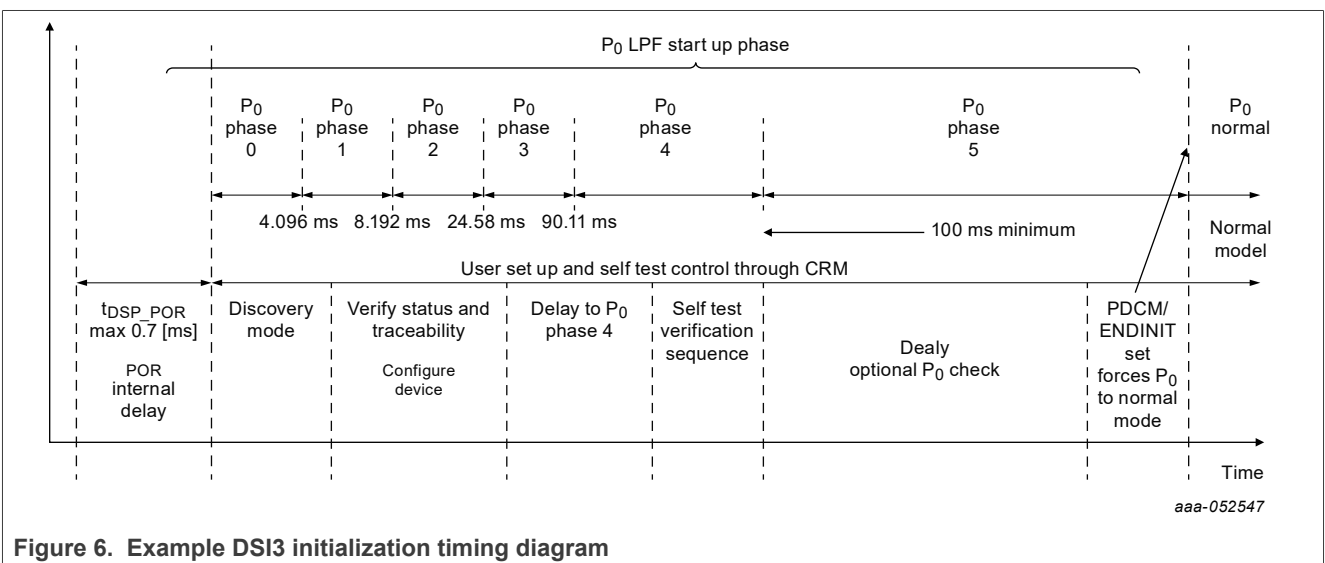 P0 LPF start up phase
P0
phase
0
P0
phase
1
P0
phase
2
P0
phase
3
P0
phase
4
P0
phase
5
P0
normal
4.096 ms
8.192 ms
24.58 ms
90.11 ms
100 ms minimum
Normal
model
User set up and self test control through CRM
tDSP_POR
max 0.7 [ms]
POR
internal
delay
Discovery
mode
Verify status and
traceability
Configure
device
Delay to P0
phase 4
Self test
verification
sequence
Dealy
optional P0 check
PDCM/
ENDINIT
set
forces P0
to normal
mode
Time
aaa-052547
Figure 6. Example DSI3 initialization timing diagram